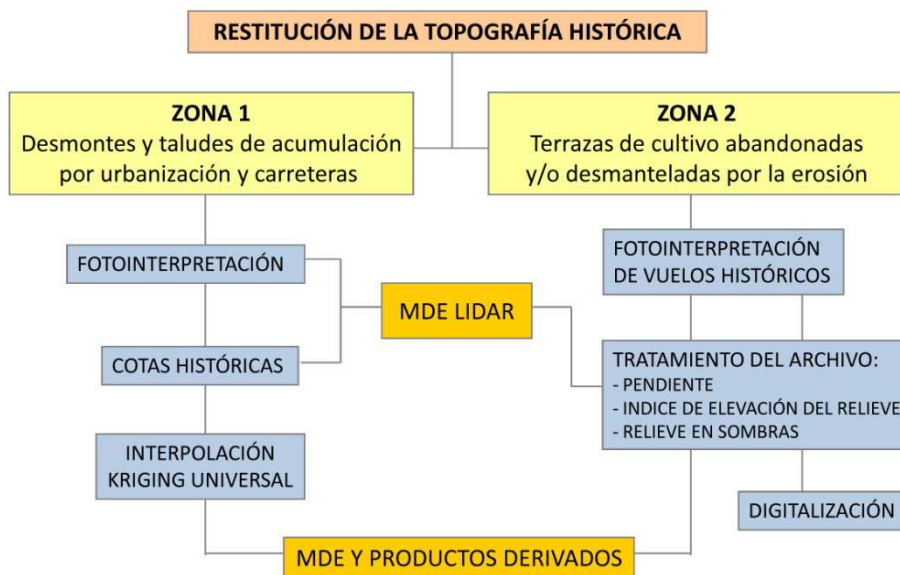 RESTITUCIÓN DE LA TOPOGRAFÍA HISTÓRICA
ZONA 1
Desmontes y taludes de acumulación
por urbanización y carreteras
ZONA 2
Terrazas de cultivo abandonadas
y/o desmanteladas por la erosión
FOTOINTERPRETACIÓN
FOTOINTERPRETACIÓN
DE VUELOS HISTÓRICOS
MDE LIDAR
COTAS HISTÓRICAS
TRATAMIENTO DEL ARCHIVO:
- PENDIENTE
- INDICE DE ELEVACIÓN DEL RELIEVE
- RELIEVE EN SOMBRAS
INTERPOLACIÓN
KRIGING UNIVERSAL
DIGITALIZACIÓN
MDE Y PRODUCTOS DERIVADOS